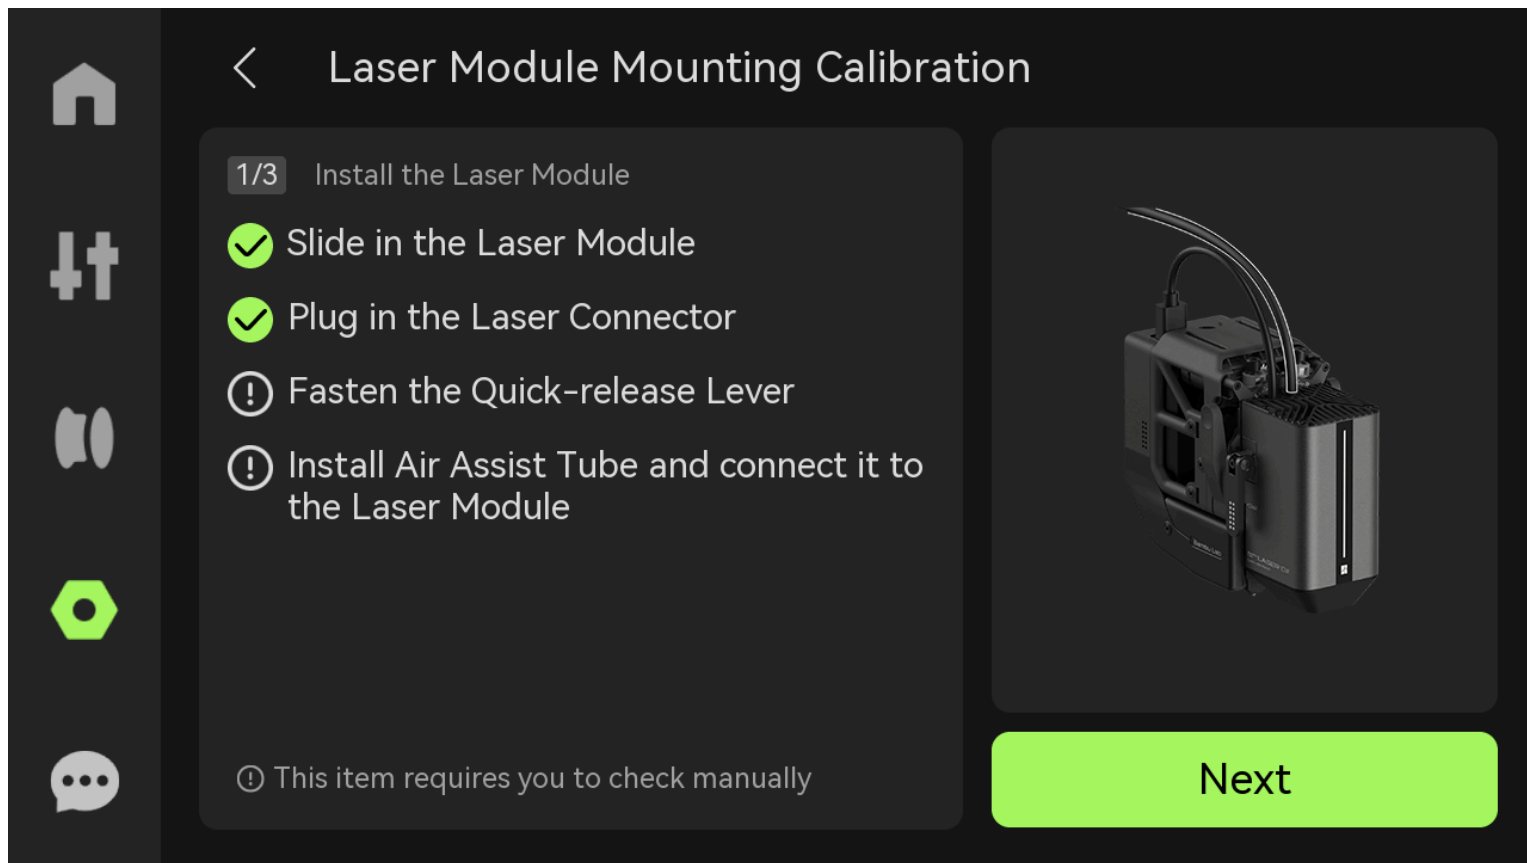 Laser Module Mounting Calibration
1/3 Install the Laser Module
Slide in the Laser Module
Plug in the Laser Connector
Fasten the Quick-release Lever
Install Air Assist Tube and connect it to
the Laser Module
This item requires you to check manually
Next